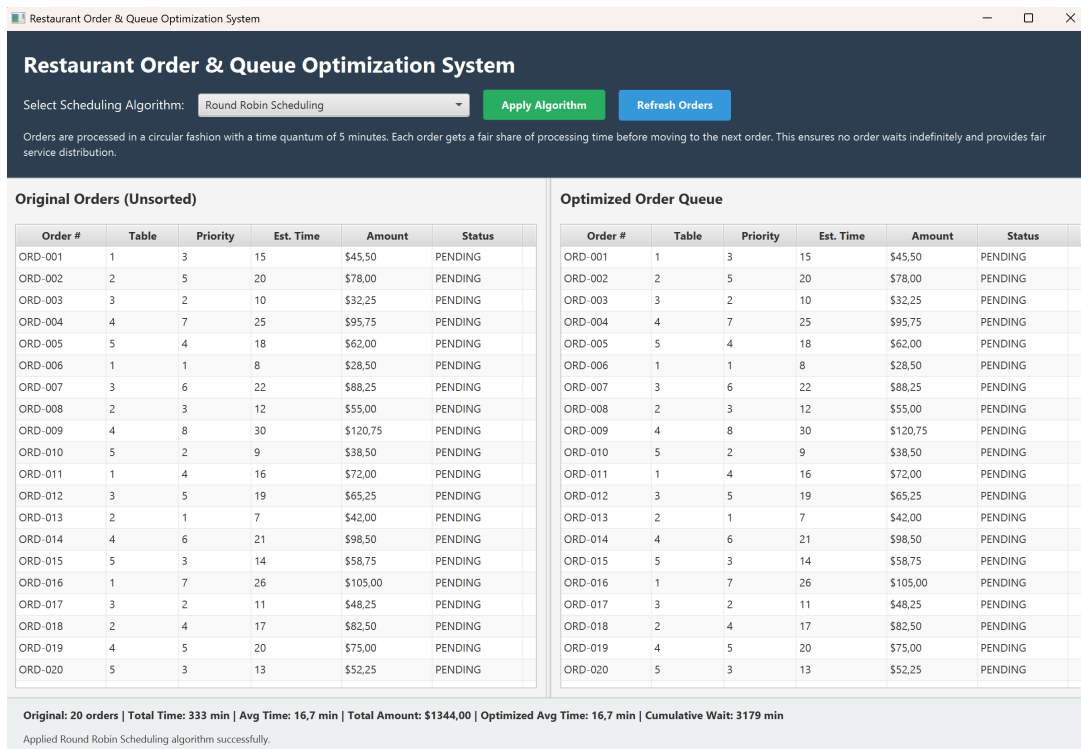 Restaurant Order & Queue Optimization System
Restaurant Order & Queue Optimization System
Select Scheduling Algorithm: Round Robin Scheduling Apply Algorithm Refresh Orders
Orders are processed in a circular fashion with a time quantum of 5 minutes. Each order gets a fair share of processing time before moving to the next order. This ensures no order waits indefinitely and provides fair
service distribution.
Original Orders (Unsorted)
Order # Table Priority Est. Time Amount Status
ORD-001 1 3 15 $45,50 PENDING
ORD-002 2 5 20 $78,00 PENDING
ORD-003 3 2 10 $32,25 PENDING
ORD-004 4 7 25 $95,75 PENDING
ORD-005 5 4 18 $62,00 PENDING
ORD-006 1 1 8 $28,50 PENDING
ORD-007 3 6 22 $88,25 PENDING
ORD-008 2 3 12 $55,00 PENDING
ORD-009 4 8 30 $120,75 PENDING
ORD-010 5 2 9 $38,50 PENDING
ORD-011 1 4 16 $72,00 PENDING
ORD-012 3 5 19 $65,25 PENDING
ORD-013 2 1 7 $42,00 PENDING
ORD-014 4 6 21 $98,50 PENDING
ORD-015 5 3 14 $58,75 PENDING
ORD-016 1 7 26 $105,00 PENDING
ORD-017 3 2 11 $48,25 PENDING
ORD-018 2 4 17 $82,50 PENDING
ORD-019 4 5 20 $75,00 PENDING
ORD-020 5 3 13 $52,25 PENDING
Optimized Order Queue
Order # Table Priority Est. Time Amount Status
ORD-001 1 3 15 $45,50 PENDING
ORD-002 2 5 20 $78,00 PENDING
ORD-003 3 2 10 $32,25 PENDING
ORD-004 4 7 25 $95,75 PENDING
ORD-005 5 4 18 $62,00 PENDING
ORD-006 1 1 8 $28,50 PENDING
ORD-007 3 6 22 $88,25 PENDING
ORD-008 2 3 12 $55,00 PENDING
ORD-009 4 8 30 $120,75 PENDING
ORD-010 5 2 9 $38,50 PENDING
ORD-011 1 4 16 $72,00 PENDING
ORD-012 3 5 19 $65,25 PENDING
ORD-013 2 1 7 $42,00 PENDING
ORD-014 4 6 21 $98,50 PENDING
ORD-015 5 3 14 $58,75 PENDING
ORD-016 1 7 26 $105,00 PENDING
ORD-017 3 2 11 $48,25 PENDING
ORD-018 2 4 17 $82,50 PENDING
ORD-019 4 5 20 $75,00 PENDING
ORD-020 5 3 13 $52,25 PENDING
Original: 20 orders | Total Time: 333 min | Avg Time: 16,7 min | Total Amount: $1344,00 | Optimized Avg Time: 16,7 min | Cumulative Wait: 3179 min
Applied Round Robin Scheduling algorithm successfully.